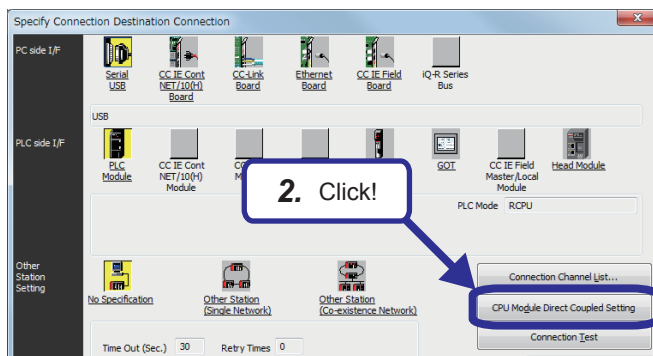 Specify Connection Destination Connection
PC side I/F
Serial
USB
CC IE Cont
NET/10(H)
Board
CC-Link
Board
Ethernet
Board
CC IE Field
Board
iQ-R Series
Bus
USB
PLC side I/F
PLC
Module
CC IE Cont
NET/10(H)
Module
GOT
CC IE Field
Master/Local
Module
Head Module
2. Click!
PLC Mode RCPU
Other
Station
Setting
No Specification
Other Station
(Single Network)
Other Station
(Co-existence Network)
Connection Channel List...
CPU Module Direct Coupled Setting
Connection Test
Time Out (Sec.) 30 Retry Times 0